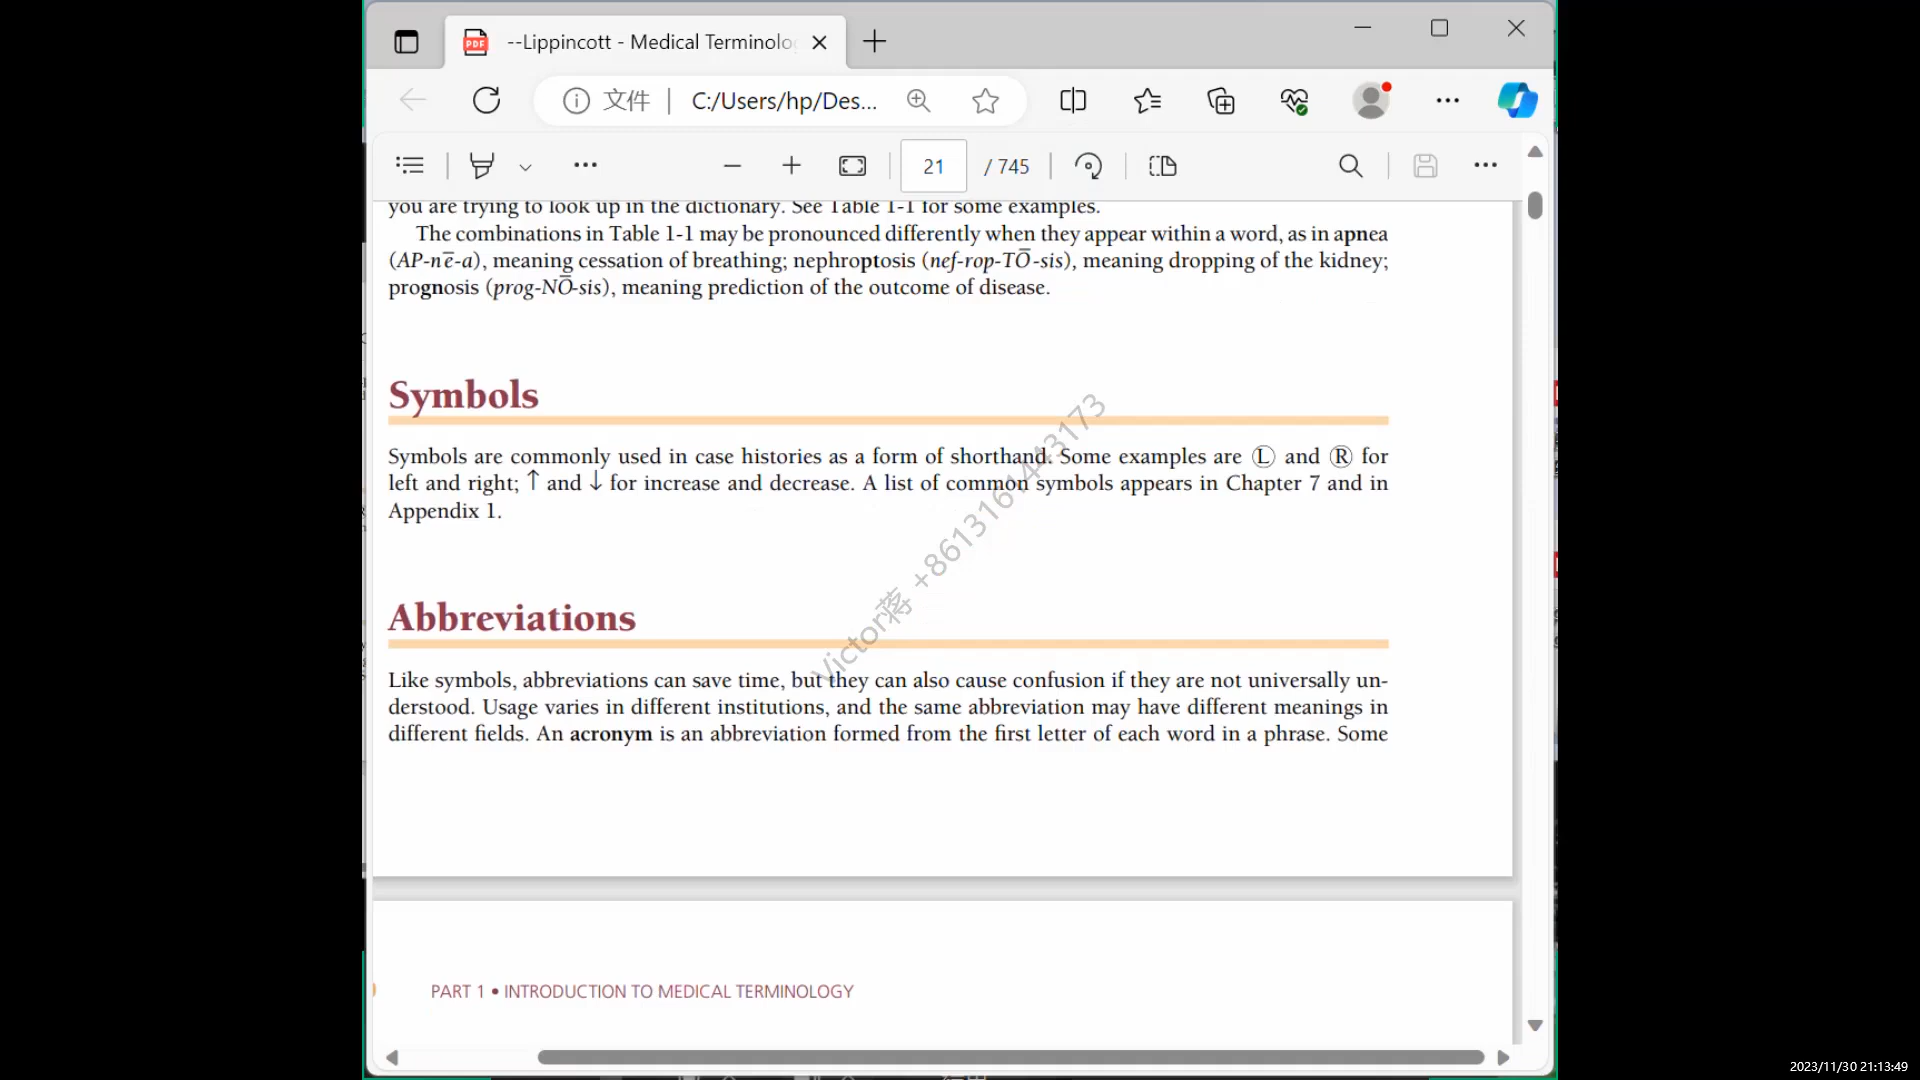 --Lippincott - Medical Terminolo
文件 | C:/Users/hp/Des...
21 / 745
you are trying to look up in the dictionary. See Table 1-1 for some examples.
The combinations in Table 1-1 may be pronounced differently when they appear within a word, as in apnea
(AP-nē-a), meaning cessation of breathing; nephroptosis (nef-rop-TŌ-sis), meaning dropping of the kidney;
prognosis (prog-NŌ-sis), meaning prediction of the outcome of disease.
Symbols
Symbols are commonly used in case histories as a form of shorthand. Some examples are Ⓛ and Ⓡ for
left and right; ↑ and ↓ for increase and decrease. A list of common symbols appears in Chapter 7 and in
Appendix 1.
Victor蒋 +8613161443173
Abbreviations
Like symbols, abbreviations can save time, but they can also cause confusion if they are not universally un-
derstood. Usage varies in different institutions, and the same abbreviation may have different meanings in
different fields. An acronym is an abbreviation formed from the first letter of each word in a phrase. Some
PART 1 • INTRODUCTION TO MEDICAL TERMINOLOGY
2023/11/30 21:13:49